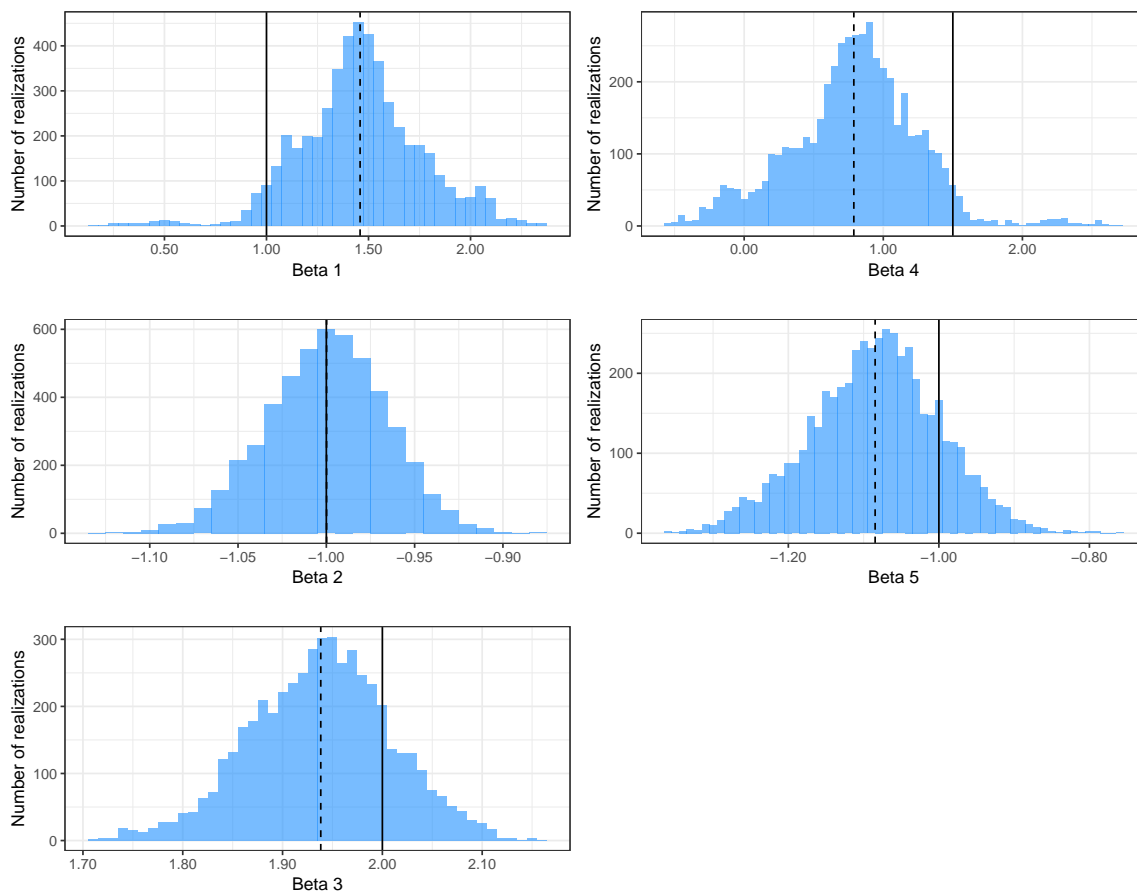 Number of realizations
400
300
200
100
0
0.50 1.00 1.50 2.00
Beta 1
Number of realizations
200
100
0
0.00 1.00 2.00
Beta 4
Number of realizations
600
400
200
0
−1.10 −1.05 −1.00 −0.95 −0.90
Beta 2
Number of realizations
200
100
0
−1.20 −1.00 −0.80
Beta 5
Number of realizations
300
200
100
0
1.70 1.80 1.90 2.00 2.10
Beta 3